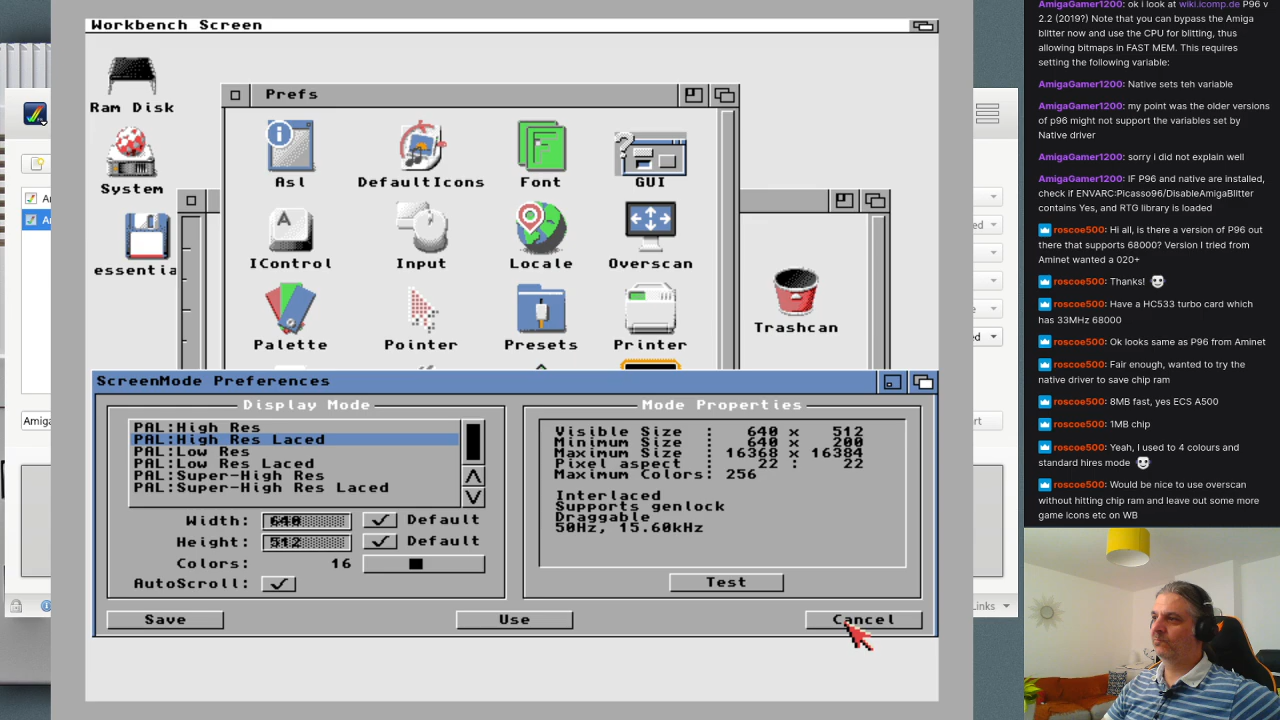 Workbench Screen
Ram Disk
System
essentia
Prefs
Asl
DefaultIcons
Font
GUI
IControl
Input
Locale
Overscan
Palette
Pointer
Presets
Printer
Trashcan
ScreenMode Preferences
Display Mode
PAL:High Res
PAL:High Res Laced
PAL:Low Res
PAL:Low Res Laced
PAL:Super-High Res
PAL:Super-High Res Laced
Width: 640 Default
Height: 512 Default
Colors: 16
AutoScroll:
Mode Properties
Visible Size : 640 x 512
Minimum Size : 640 x 200
Maximum Size : 16368 x 16384
Pixel aspect : 22 : 22
Maximum Colors: 256
Interlaced
Supports genlock
Draggable
50Hz, 15.60kHz
Test
Save
Use
Cancel
Amiga
Links
AmigaGamer1200: ok i look at wiki.icomp.de P96 v
2.2 (2019?) Note that you can bypass the Amiga
blitter now and use the CPU for blitting, thus
allowing bitmaps in FAST MEM. This requires
setting the following variable:
AmigaGamer1200: Native sets teh variable
AmigaGamer1200: my point was the older versions
of p96 might not support the variables set by
Native driver
AmigaGamer1200: sorry i did not explain well
AmigaGamer1200: IF P96 and native are installed,
check if ENVARC:Picasso96/DisableAmigaBlitter
contains Yes, and RTG library is loaded
roscoe500: Hi all, is there a version of P96 out
there that supports 68000? Version I tried from
Aminet wanted a 020+
roscoe500: Thanks!
roscoe500: Have a HC533 turbo card which
has 33MHz 68000
roscoe500: Ok looks same as P96 from Aminet
roscoe500: Fair enough, wanted to try the
native driver to save chip ram
roscoe500: 8MB fast, yes ECS A500
roscoe500: 1MB chip
roscoe500: Yeah, I used to 4 colours and
standard hires mode
roscoe500: Would be nice to use overscan
without hitting chip ram and leave out some more
game icons etc on WB